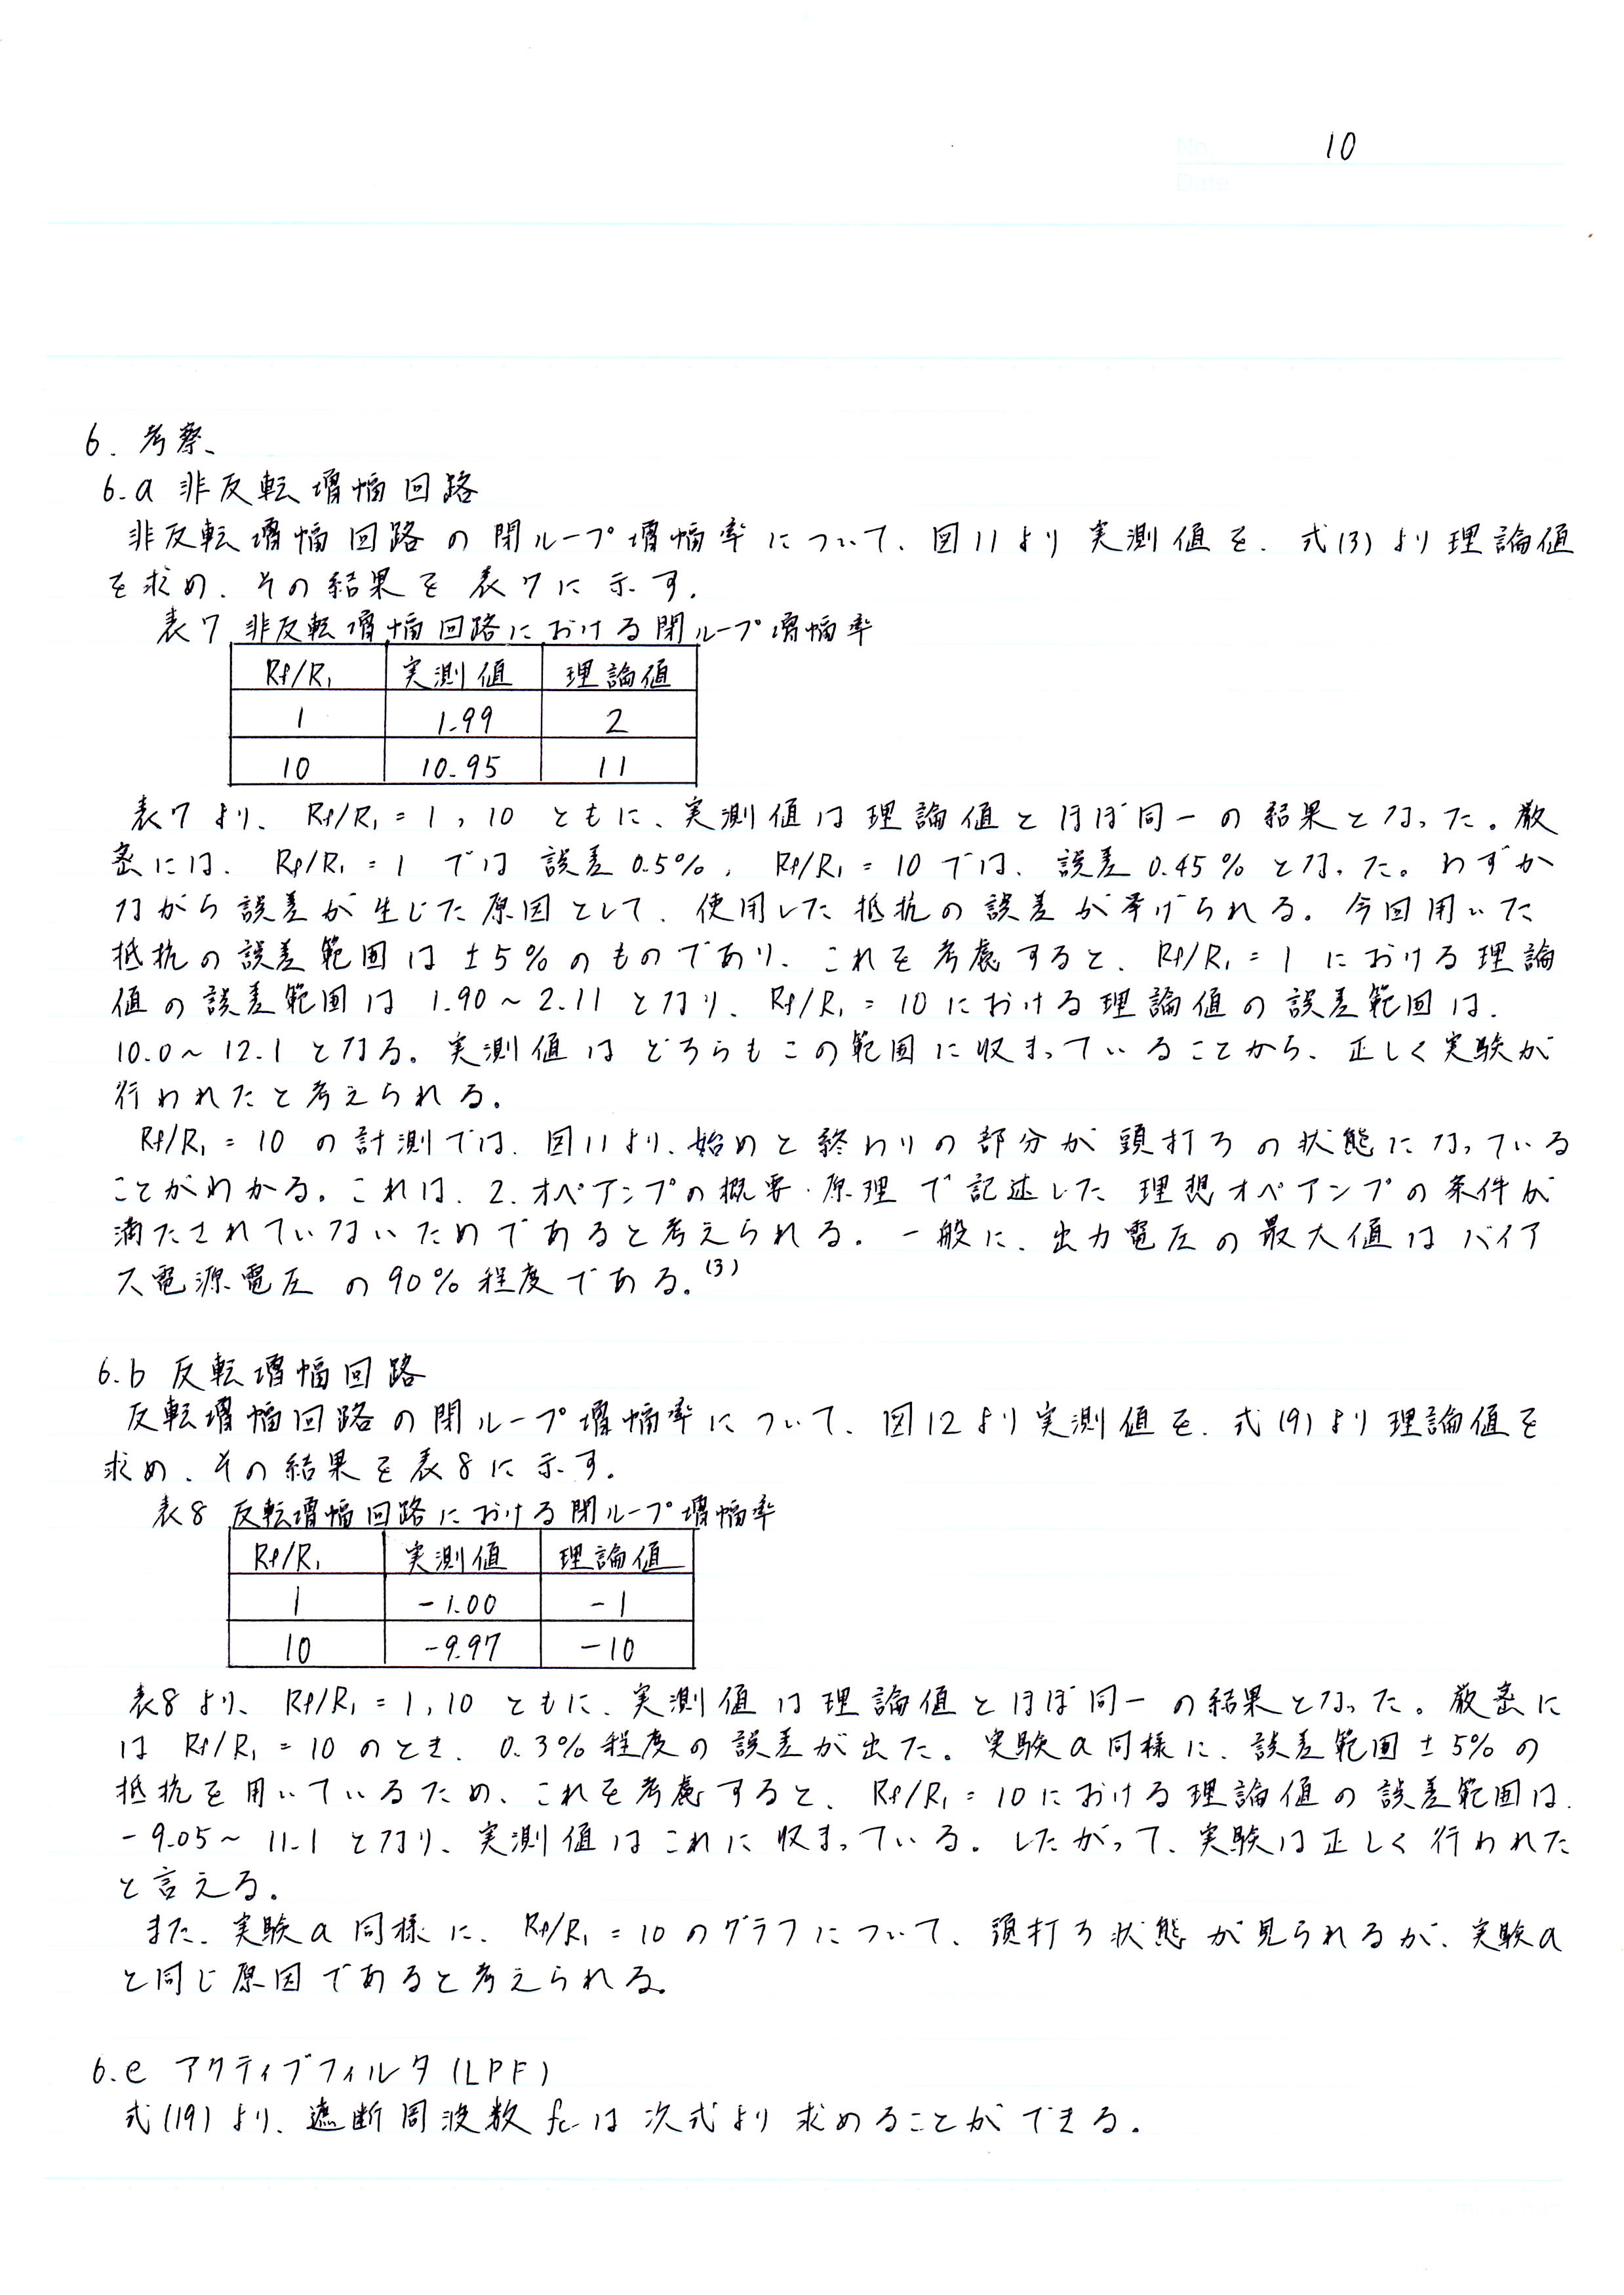 No.
10
Date
6. 考察、
6.a 非反転増幅回路
非反転増幅回路の閉ループ増幅率について、図11より実測値を、式(3)より理論値
を求め、その結果を表7に示す。
表7 非反転増幅回路における閉ループ増幅率
Rf/R1 実測値 理論値
1 1.99 2
10 10.95 11
表7より、Rf/R1 = 1, 10 ともに、実測値は理論値とほぼ同一の結果となった。厳
密には、Rf/R1 = 1 では誤差0.5%, Rf/R1 = 10では、誤差0.45%となった。わずか
ながら誤差が生じた原因として、使用した抵抗の誤差が挙げられる。今回用いた
抵抗の誤差範囲は±5%のものであり、これを考慮すると、Rf/R1 = 1 における理論
値の誤差範囲は 1.90~2.11 となり、Rf/R1 = 10における理論値の誤差範囲は、
10.0~12.1となる。実測値はどちらもこの範囲に収まっていることから、正しく実験が
行われたと考えられる。
Rf/R1 = 10 の計測では、図11より、始めと終わりの部分が頭打ちの状態になっている
ことがわかる。これは、2.オペアンプの概要・原理で記述した理想オペアンプの条件が
満たされていないためであると考えられる。一般に、出力電圧の最大値はバイア
ス電源電圧の90%程度である。(3)
6.b 反転増幅回路
反転増幅回路の閉ループ増幅率について、図12より実測値を、式(9)より理論値を
求め、その結果を表8に示す。
表8 反転増幅回路における閉ループ増幅率
Rf/R1 実測値 理論値
1 -1.00 -1
10 -9.97 -10
表8より、Rf/R1 = 1, 10 ともに、実測値は理論値とほぼ同一の結果となった。厳密に
は Rf/R1 = 10 のとき、0.3%程度の誤差が出た。実験a同様に、誤差範囲±5%の
抵抗を用いているため、これを考慮すると、Rf/R1 = 10における理論値の誤差範囲は、
-9.05~11.1となり、実測値はこれに収まっている。したがって、実験は正しく行われた
と言える。
また、実験a同様に、Rf/R1 = 10のグラフについて、頭打ち状態が見られるが、実験a
と同じ原因であると考えられる。
6.e アクティブフィルタ(LPF)
式(19)より、遮断周波数fcは次式より求めることができる。